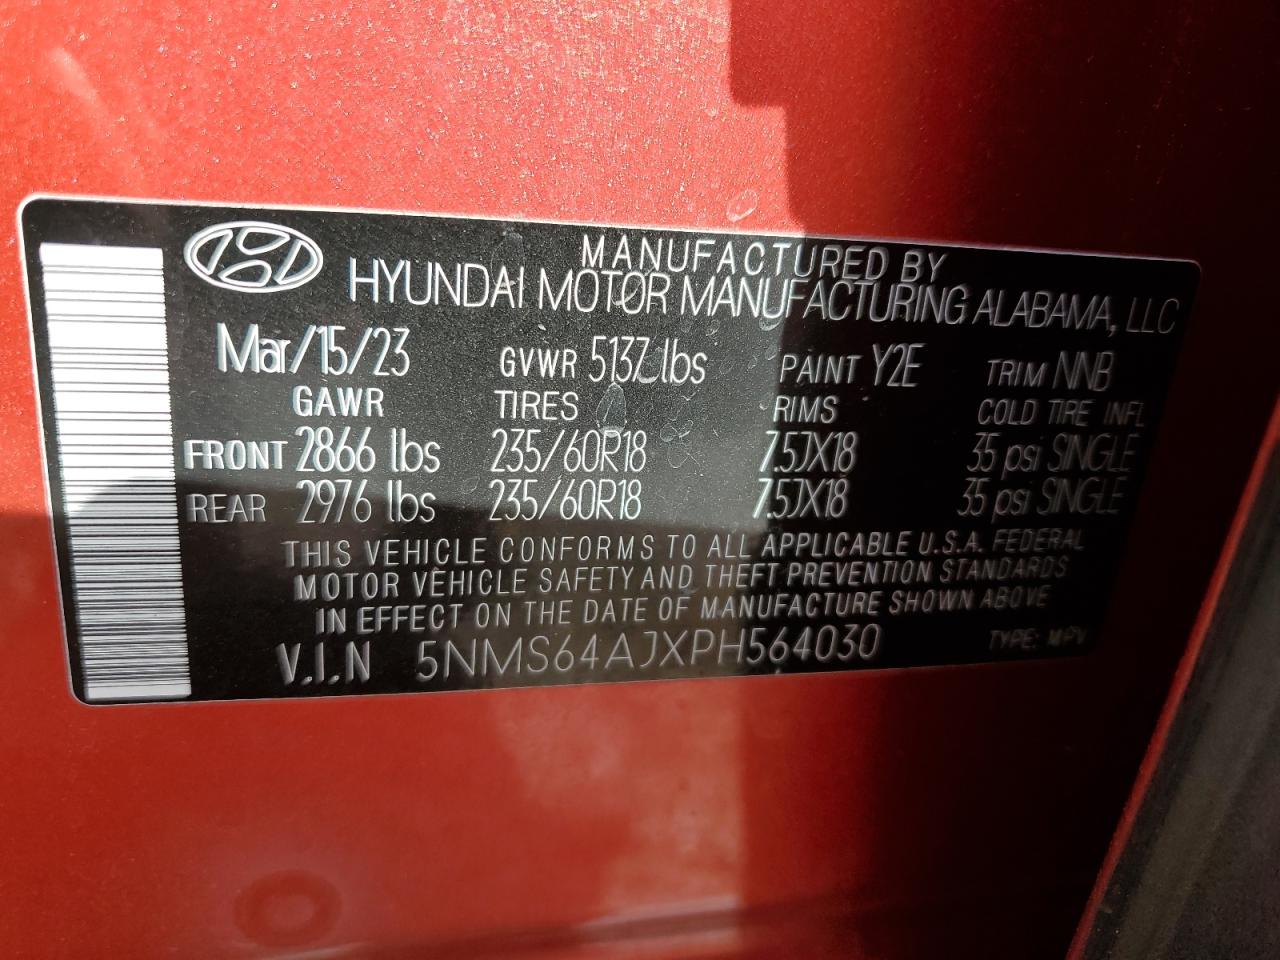 MANUFACTURED BY
HYUNDAI MOTOR MANUFACTURING ALABAMA, LLC
Mar/15/23 GVWR 5137 lbs PAINT Y2E TRIM NNB
GAWR TIRES RIMS COLD TIRE INFL
FRONT 2866 lbs 235/60R18 7.5JX18 35 psi SINGLE
REAR 2976 lbs 235/60R18 7.5JX18 35 psi SINGLE
THIS VEHICLE CONFORMS TO ALL APPLICABLE U.S.A. FEDERAL
MOTOR VEHICLE SAFETY AND THEFT PREVENTION STANDARDS
IN EFFECT ON THE DATE OF MANUFACTURE SHOWN ABOVE
V.I.N 5NMS64AJXPH564030 TYPE: MPV